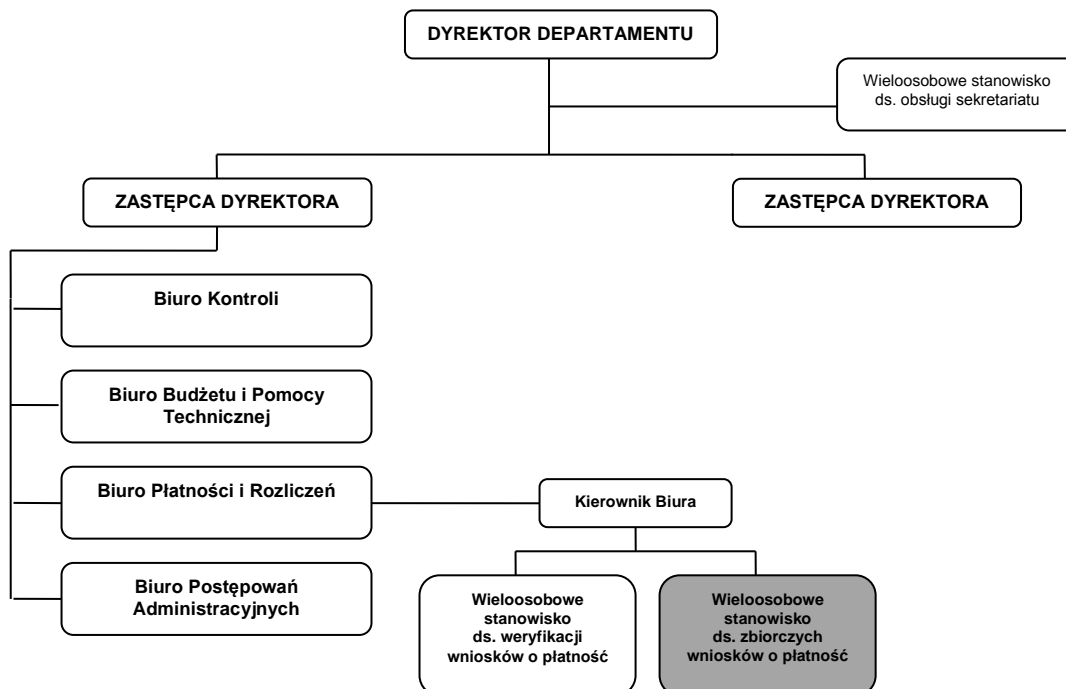 DYREKTOR DEPARTAMENTU
Wieloosobowe stanowisko
ds. obsługi sekretariatu
ZASTĘPCA DYREKTORA
ZASTĘPCA DYREKTORA
Biuro Kontroli
Biuro Budżetu i Pomocy
Technicznej
Biuro Płatności i Rozliczeń
Kierownik Biura
Biuro Postępowań
Administracyjnych
Wieloosobowe
stanowisko
ds. weryfikacji
wniosków o płatność
Wieloosobowe
stanowisko
ds. zbiorczych
wniosków o płatność